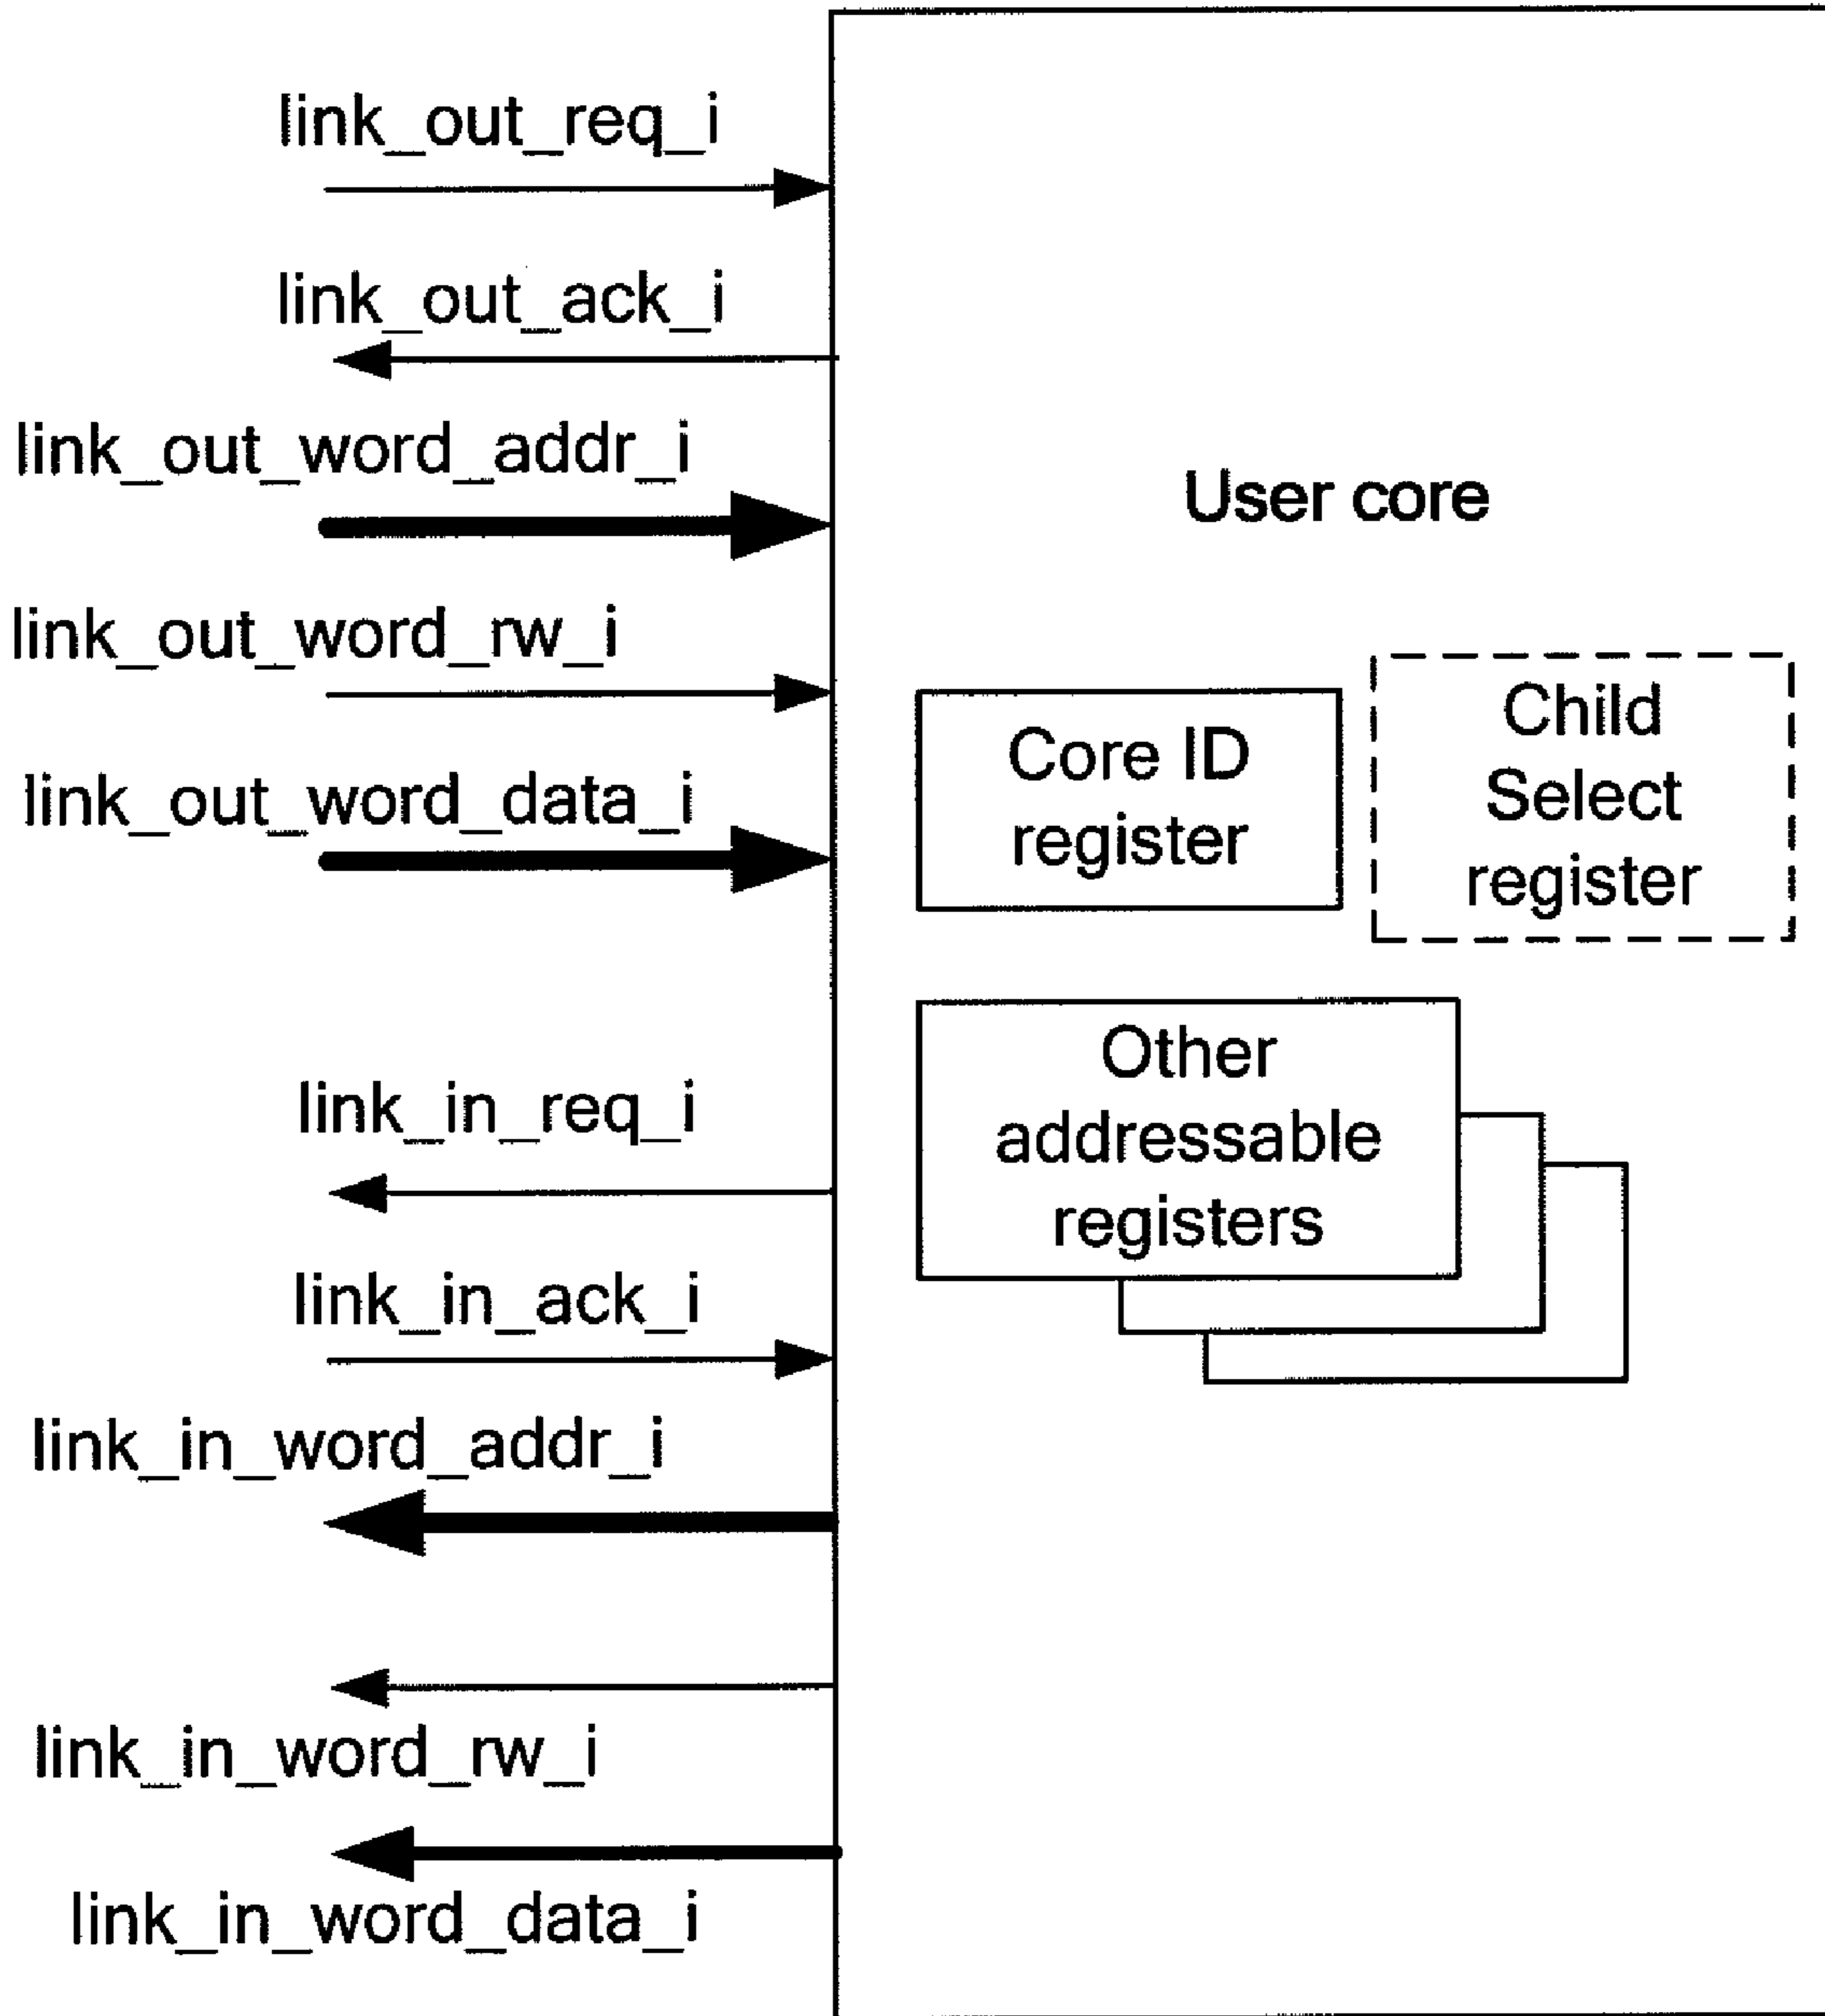 link_out_req_i
link_out_ack_i
link_out_word_addr_i
link_out_word_rw_i
link_out_word_data_i
link_in_req_i
link_in_ack_i
link_in_word_addr_i
link_in_word_rw_i
link_in_word_data_i
User core
Core ID
register
Child
Select
register
Other
addressable
registers